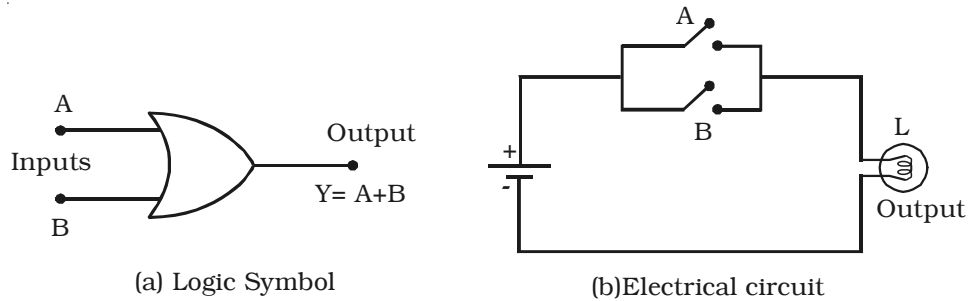 A
Inputs
B
Output
Y= A+B
(a) Logic Symbol
A
B
+
-
L
Output
(b)Electrical circuit